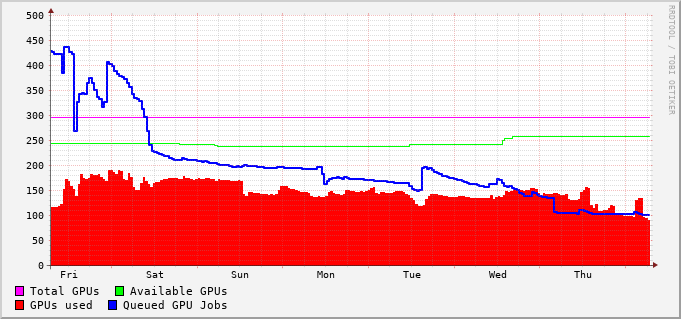 500
450
400
350
300
250
200
150
100
50
0
Fri Sat Sun Mon Tue Wed Thu
Total GPUs Available GPUs
GPUs used Queued GPU Jobs
RRDTOOL / TOBI OETIKER